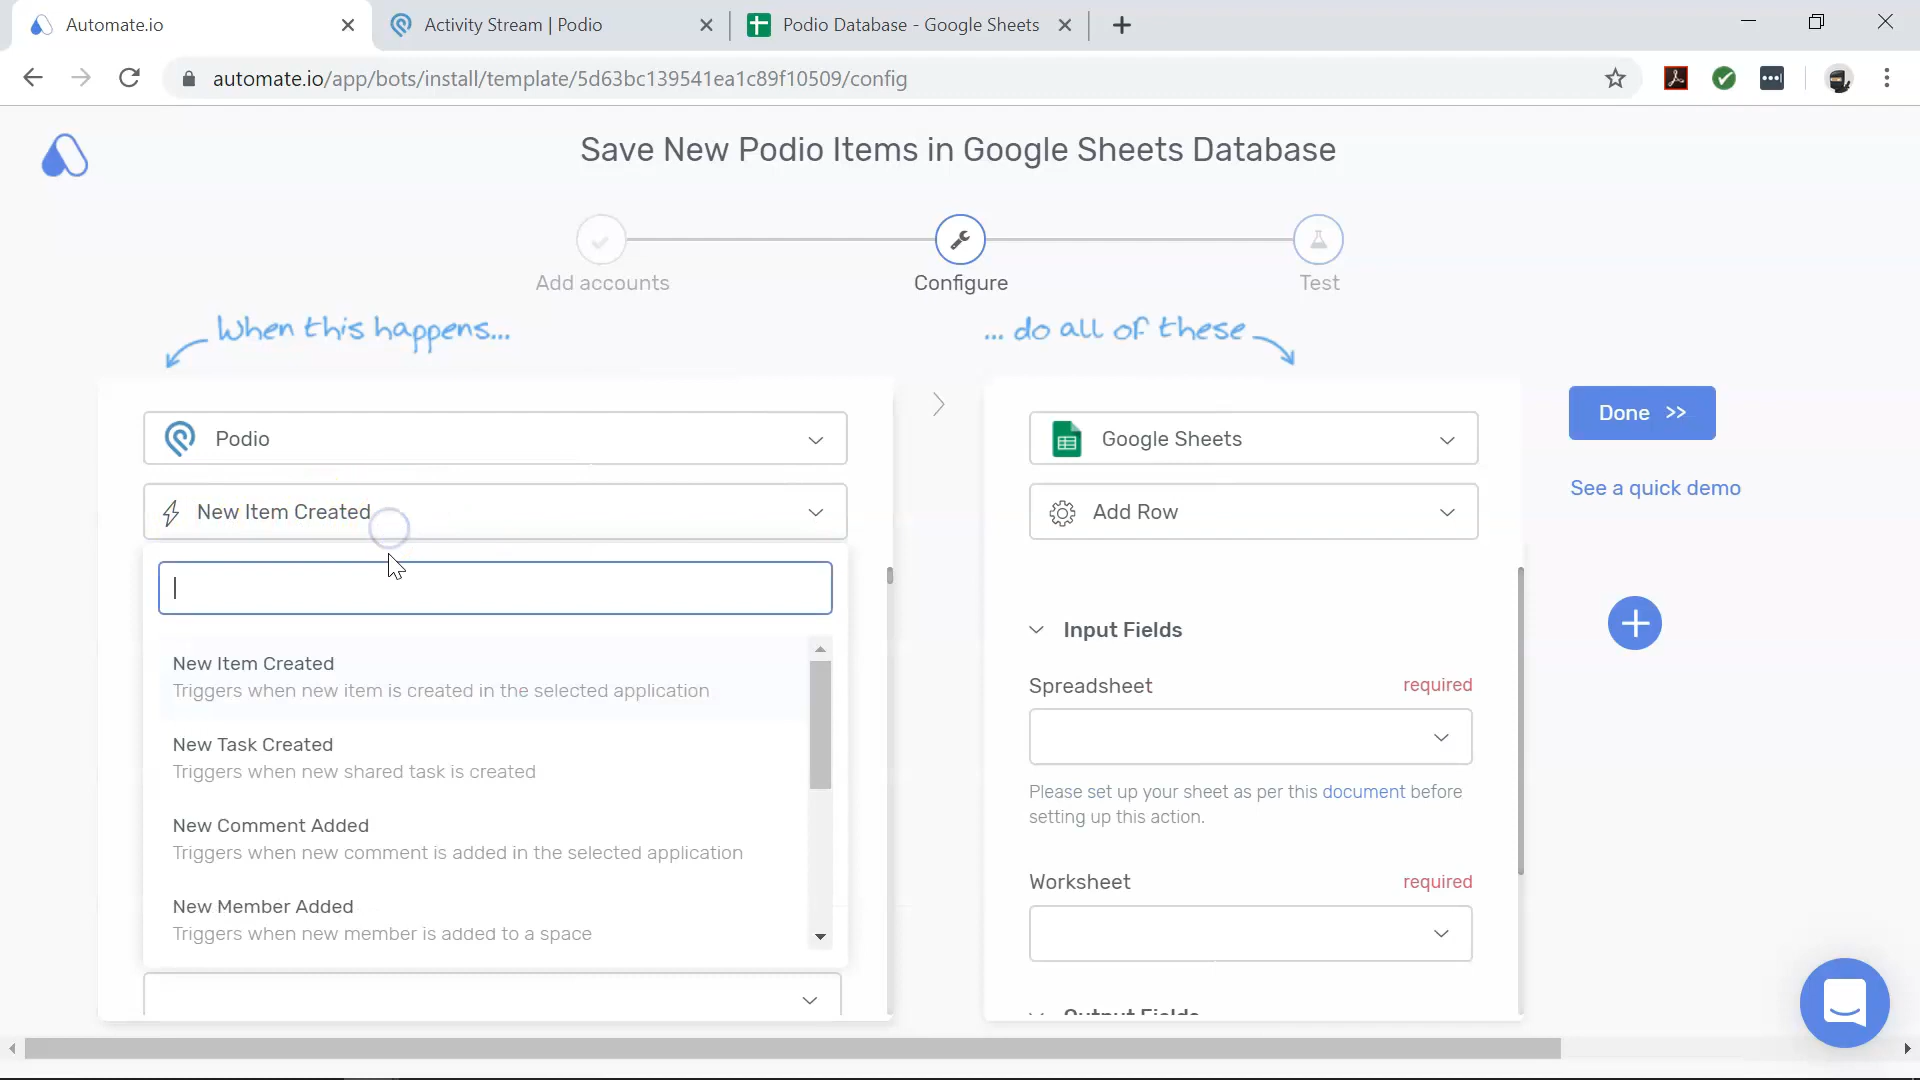 Automate.io
Activity Stream | Podio
Podio Database - Google Sheets
automate.io/app/bots/install/template/5d63bc139541ea1c89f10509/config
Save New Podio Items in Google Sheets Database
Add accounts
Configure
Test
When this happens...
... do all of these
Podio
New Item Created
New Item Created
Triggers when new item is created in the selected application
New Task Created
Triggers when new shared task is created
New Comment Added
Triggers when new comment is added in the selected application
New Member Added
Triggers when new member is added to a space
Google Sheets
Add Row
Input Fields
Spreadsheet required
Please set up your sheet as per this document before
setting up this action.
Worksheet required
Output Fields
Done >>
See a quick demo